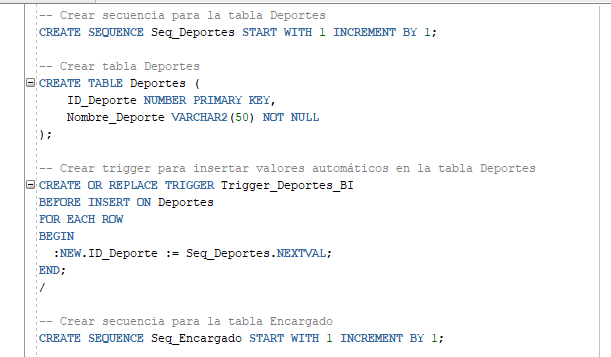 -- Crear secuencia para la tabla Deportes
CREATE SEQUENCE Seq_Deportes START WITH 1 INCREMENT BY 1;
-- Crear tabla Deportes
CREATE TABLE Deportes (
ID_Deporte NUMBER PRIMARY KEY,
Nombre_Deporte VARCHAR2(50) NOT NULL
);
-- Crear trigger para insertar valores automáticos en la tabla Deportes
CREATE OR REPLACE TRIGGER Trigger_Deportes_BI
BEFORE INSERT ON Deportes
FOR EACH ROW
BEGIN
:NEW.ID_Deporte := Seq_Deportes.NEXTVAL;
END;
/
-- Crear secuencia para la tabla Encargado
CREATE SEQUENCE Seq_Encargado START WITH 1 INCREMENT BY 1;